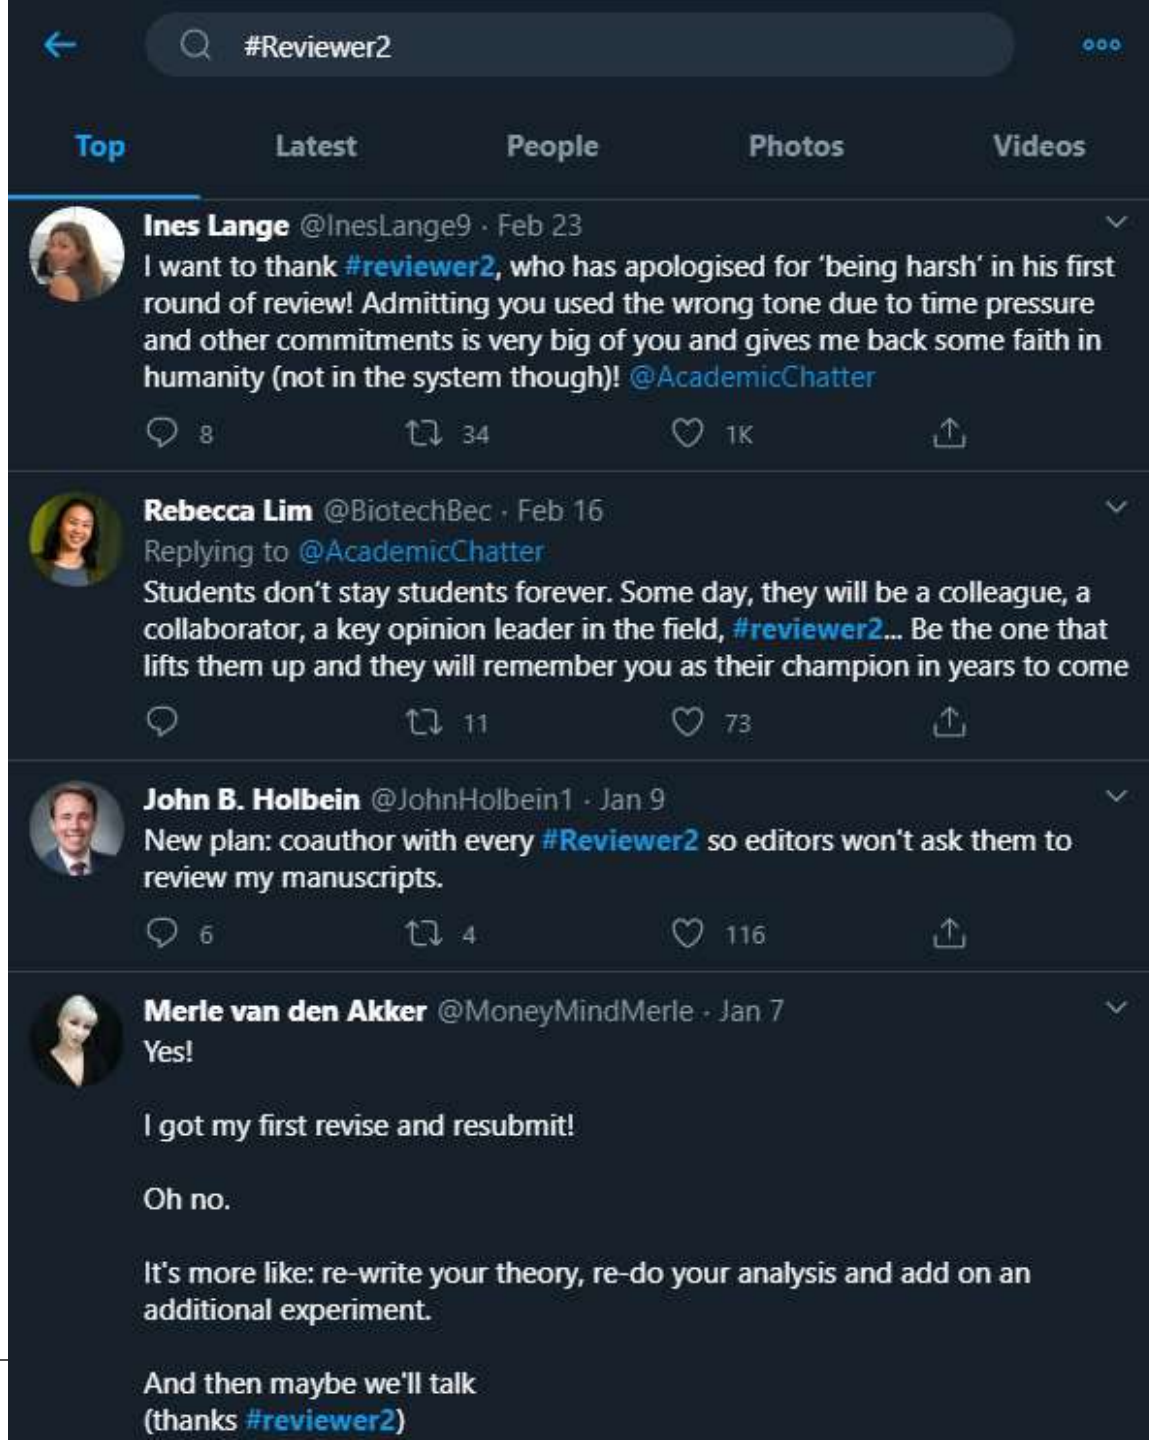 #Reviewer2
Top Latest People Photos Videos
Ines Lange @InesLange9 · Feb 23
I want to thank #reviewer2, who has apologised for ‘being harsh’ in his first
round of review! Admitting you used the wrong tone due to time pressure
and other commitments is very big of you and gives me back some faith in
humanity (not in the system though)! @AcademicChatter
8 34 1K
Rebecca Lim @BiotechBec · Feb 16
Replying to @AcademicChatter
Students don’t stay students forever. Some day, they will be a colleague, a
collaborator, a key opinion leader in the field, #reviewer2... Be the one that
lifts them up and they will remember you as their champion in years to come
11 73
John B. Holbein @JohnHolbein1 · Jan 9
New plan: coauthor with every #Reviewer2 so editors won't ask them to
review my manuscripts.
6 4 116
Merle van den Akker @MoneyMindMerle · Jan 7
Yes!
I got my first revise and resubmit!
Oh no.
It's more like: re-write your theory, re-do your analysis and add on an
additional experiment.
And then maybe we'll talk
(thanks #reviewer2)